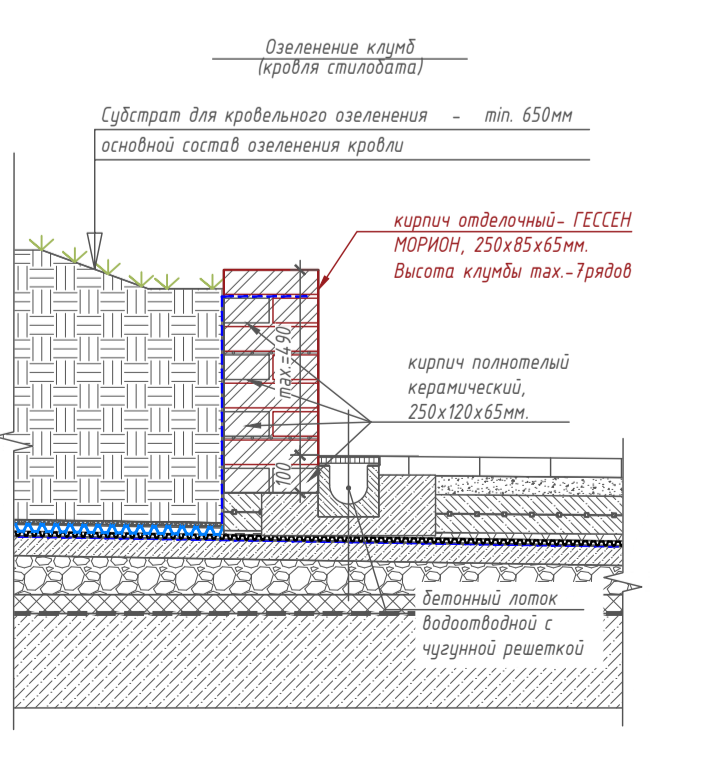 Озеленение клумб
(кровля стилобата)
Субстрат для кровельного озеленения - min. 650мм
основной состав озеленения кровли
кирпич отделочный- ГЕССЕН
МОРИОН, 250х85х65мм.
Высота клумбы max.-7рядов
max.=490
кирпич полнотелый
керамический,
250х120х65мм.
100
бетонный лоток
водоотводной с
чугунной решеткой